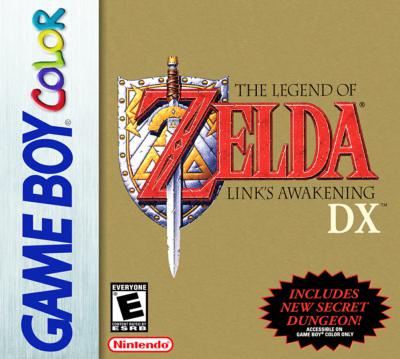 GAME BOY COLOR
THE LEGEND OF
ZELDA
LINK'S AWAKENING
DX™
EVERYONE
E
CONTENT RATED BY
ESRB
Nintendo®
INCLUDES
NEW SECRET
DUNGEON!
ACCESSIBLE ON
GAME BOY® COLOR ONLY